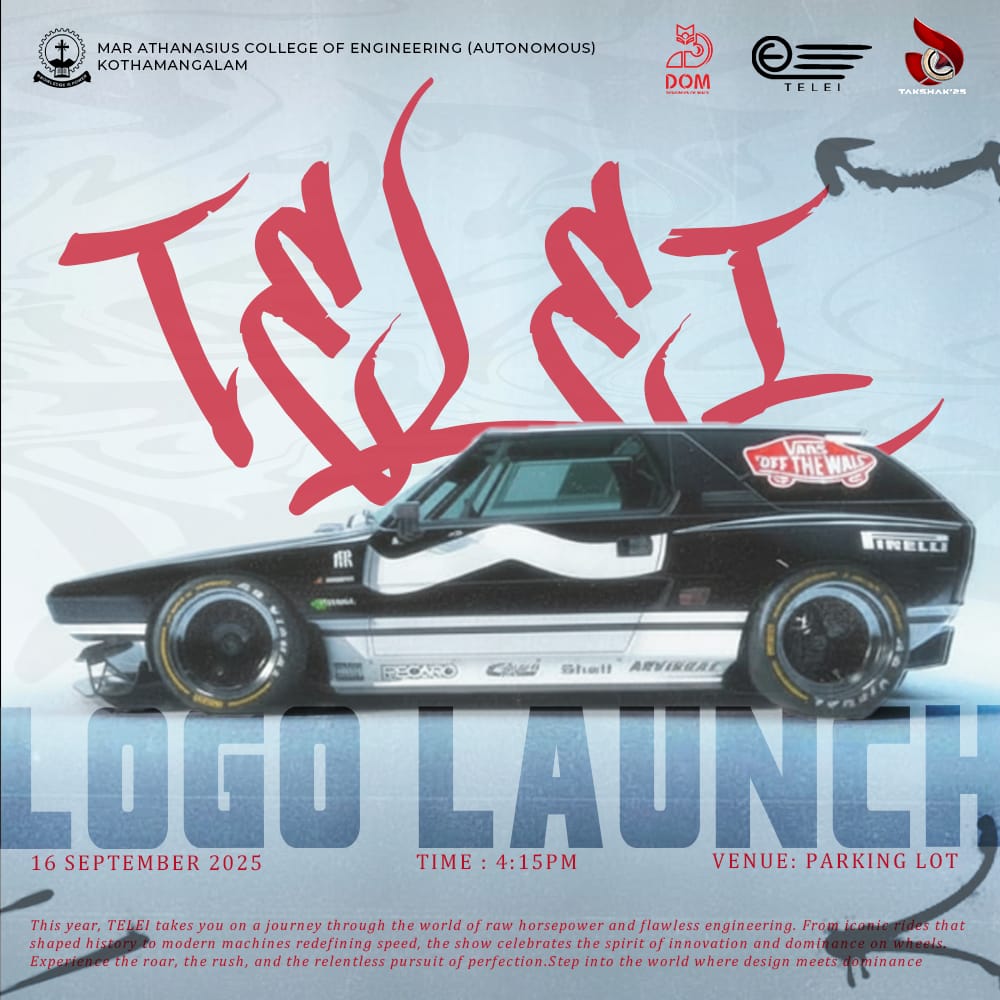 MAR ATHANASIUS COLLEGE OF ENGINEERING (AUTONOMOUS)
KOTHAMANGALAM
DOM
TELEI
TAKSHAK'25
TELEI
VANS
"OFF THE WALL"
PIRELLI
LOGO LAUNCH
16 SEPTEMBER 2025
TIME : 4:15PM
VENUE: PARKING LOT
This year, TELEI takes you on a journey through the world of raw horsepower and flawless engineering. From iconic rides that
shaped history to modern machines redefining speed, the show celebrates the spirit of innovation and dominance on wheels.
Experience the roar, the rush, and the relentless pursuit of perfection.Step into the world where design meets dominance